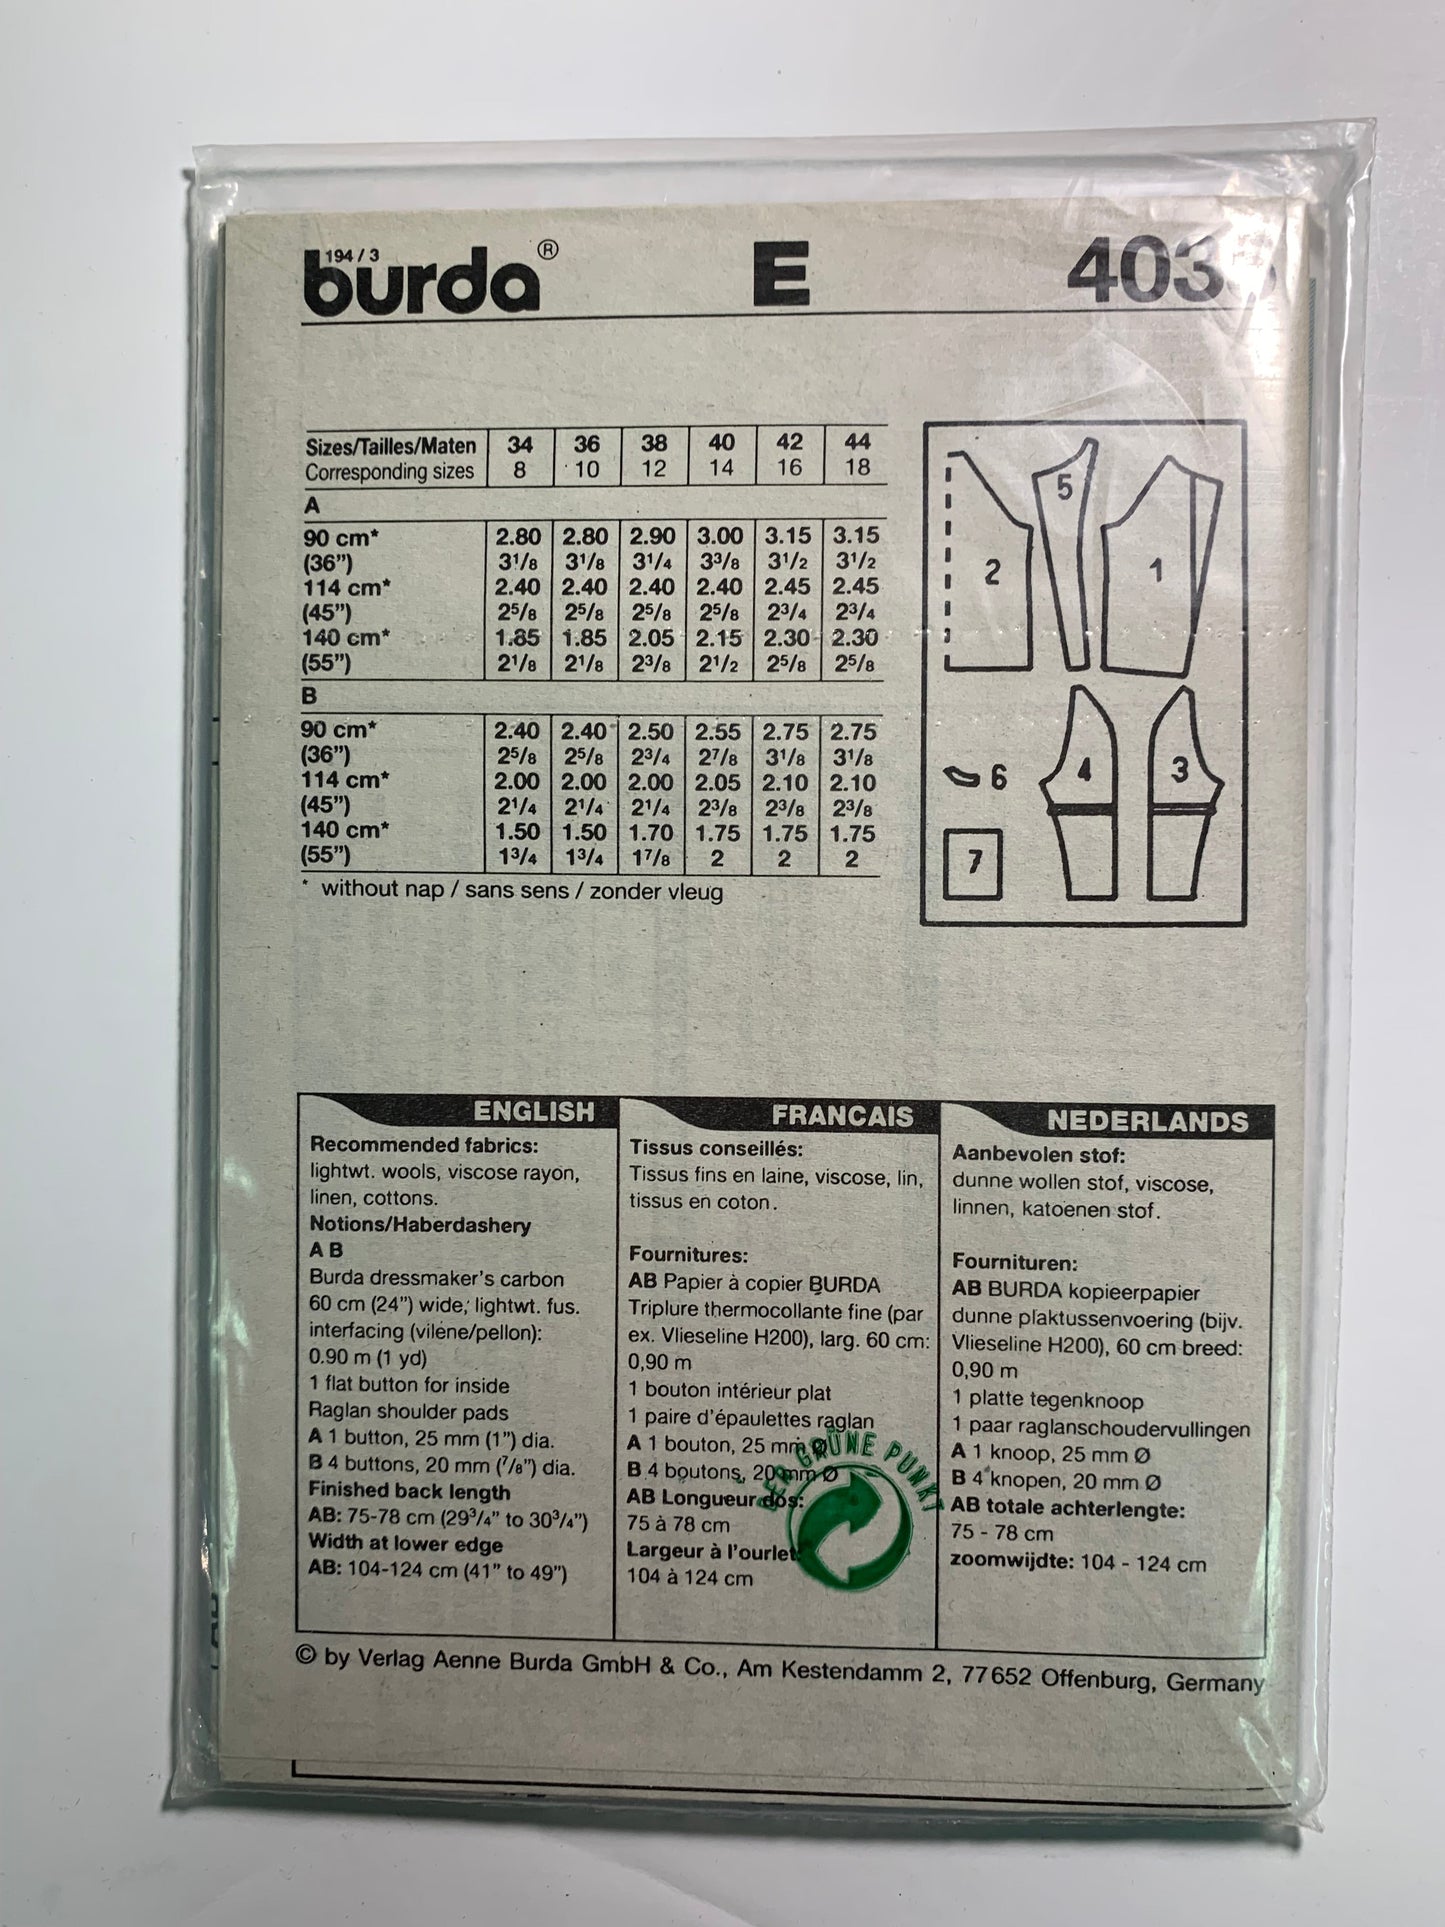 194 / 3
burda® E 403
Sizes/Tailles/Maten 34 36 38 40 42 44
Corresponding sizes 8 10 12 14 16 18
A
90 cm* 2.80 2.80 2.90 3.00 3.15 3.15
(36”) 3 1/8 3 1/8 3 1/4 3 3/8 3 1/2 3 1/2
114 cm* 2.40 2.40 2.40 2.40 2.45 2.45
(45”) 2 5/8 2 5/8 2 5/8 2 5/8 2 3/4 2 3/4
140 cm* 1.85 1.85 2.05 2.15 2.30 2.30
(55”) 2 1/8 2 1/8 2 3/8 2 1/2 2 5/8 2 5/8
B
90 cm* 2.40 2.40 2.50 2.55 2.75 2.75
(36”) 2 5/8 2 5/8 2 3/4 2 7/8 3 1/8 3 1/8
114 cm* 2.00 2.00 2.00 2.05 2.10 2.10
(45”) 2 1/4 2 1/4 2 1/4 2 3/8 2 3/8 2 3/8
140 cm* 1.50 1.50 1.70 1.75 1.75 1.75
(55”) 1 3/4 1 3/4 1 7/8 2 2 2
* without nap / sans sens / zonder vleug
2 5 1
6 4 3
7
ENGLISH
Recommended fabrics:
lightwt. wools, viscose rayon,
linen, cottons.
Notions/Haberdashery
A B
Burda dressmaker’s carbon
60 cm (24”) wide; lightwt. fus.
interfacing (vilene/pellon):
0.90 m (1 yd)
1 flat button for inside
Raglan shoulder pads
A 1 button, 25 mm (1”) dia.
B 4 buttons, 20 mm (7/8”) dia.
Finished back length
AB: 75-78 cm (29 3/4” to 30 3/4”)
Width at lower edge
AB: 104-124 cm (41” to 49”)
FRANCAIS
Tissus conseillés:
Tissus fins en laine, viscose, lin,
tissus en coton.
Fournitures:
AB Papier à copier BURDA
Triplure thermocollante fine (par
ex. Vlieseline H200), larg. 60 cm:
0,90 m
1 bouton intérieur plat
1 paire d’épaulettes raglan
A 1 bouton, 25 mm Ø
B 4 boutons, 20 mm Ø
AB Longueur dos:
75 à 78 cm
Largeur à l’ourlet:
104 à 124 cm
DER GRÜNE PUNKT
NEDERLANDS
Aanbevolen stof:
dunne wollen stof, viscose,
linnen, katoenen stof.
Fournituren:
AB BURDA kopieerpapier
dunne plaktussenvoering (bijv.
Vlieseline H200), 60 cm breed:
0,90 m
1 platte tegenknoop
1 paar raglanschoudervullingen
A 1 knoop, 25 mm Ø
B 4 knopen, 20 mm Ø
AB totale achterlengte:
75 - 78 cm
zoomwijdte: 104 - 124 cm
© by Verlag Aenne Burda GmbH & Co., Am Kestendamm 2, 77652 Offenburg, Germany